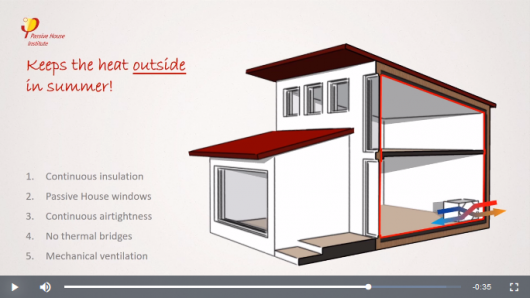 Passive House
Institute
Keeps the heat outside
in summer!
1. Continuous insulation
2. Passive House windows
3. Continuous airtightness
4. No thermal bridges
5. Mechanical ventilation
-0:35